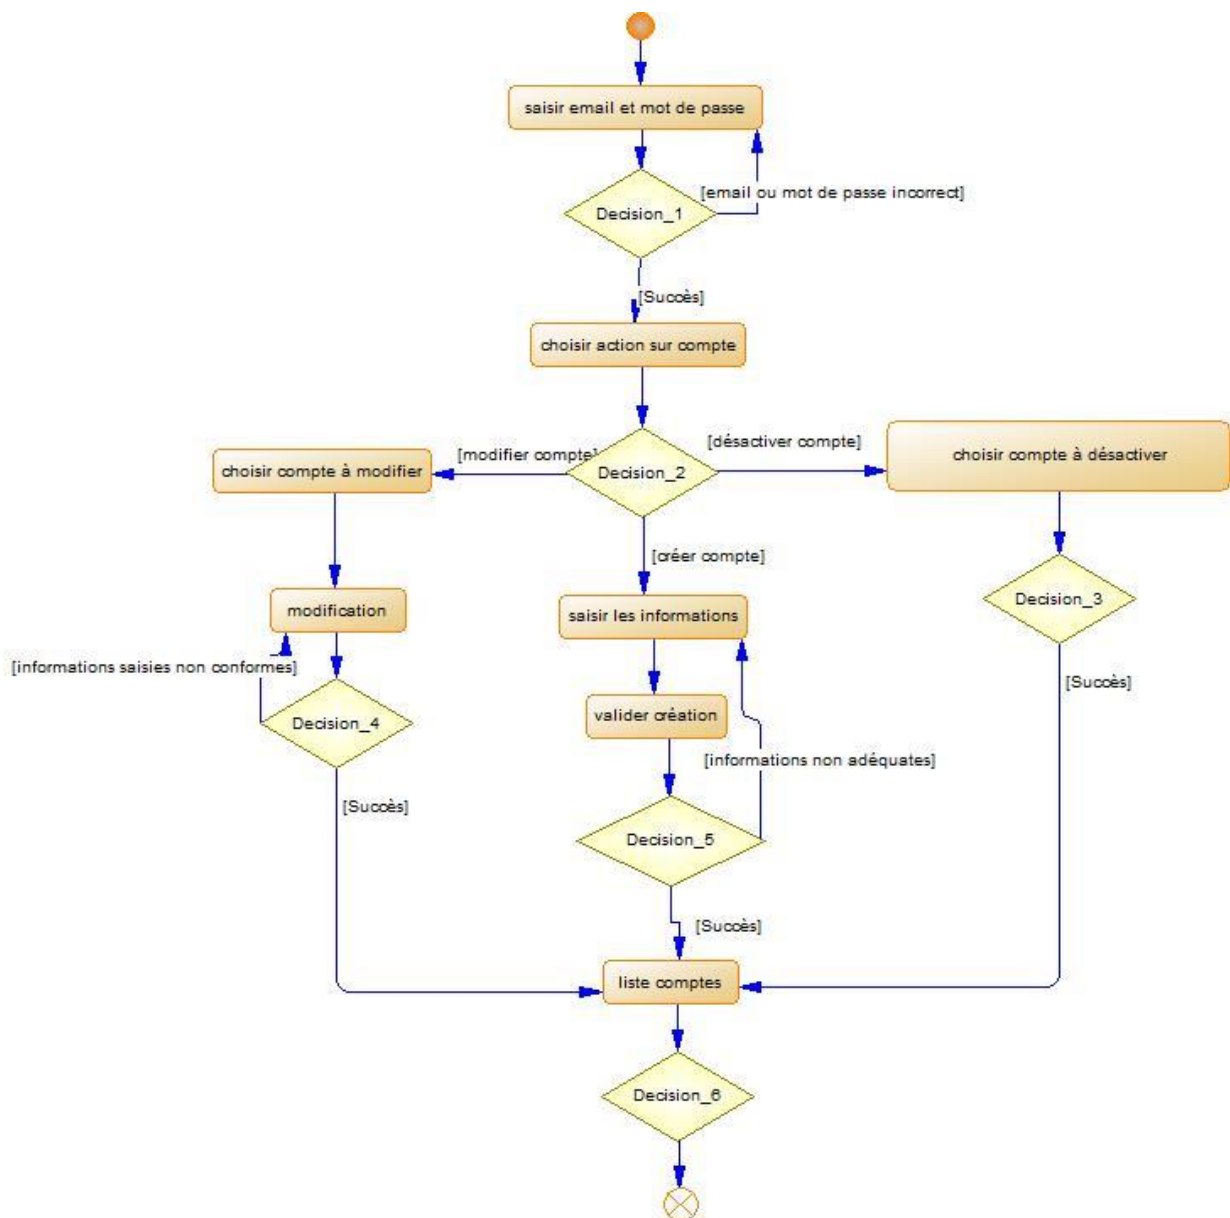 saisir email et mot de passe
[email ou mot de passe incorrect]
Decision_1
[Succès]
choisir action sur compte
[modifier compte]
Decision_2
[désactiver compte]
choisir compte à modifier
choisir compte à désactiver
[créer compte]
modification
saisir les informations
Decision_3
[informations saisies non conformes]
[Succès]
Decision_4
valider création
[informations non adéquates]
[Succès]
Decision_5
[Succès]
liste comptes
Decision_6